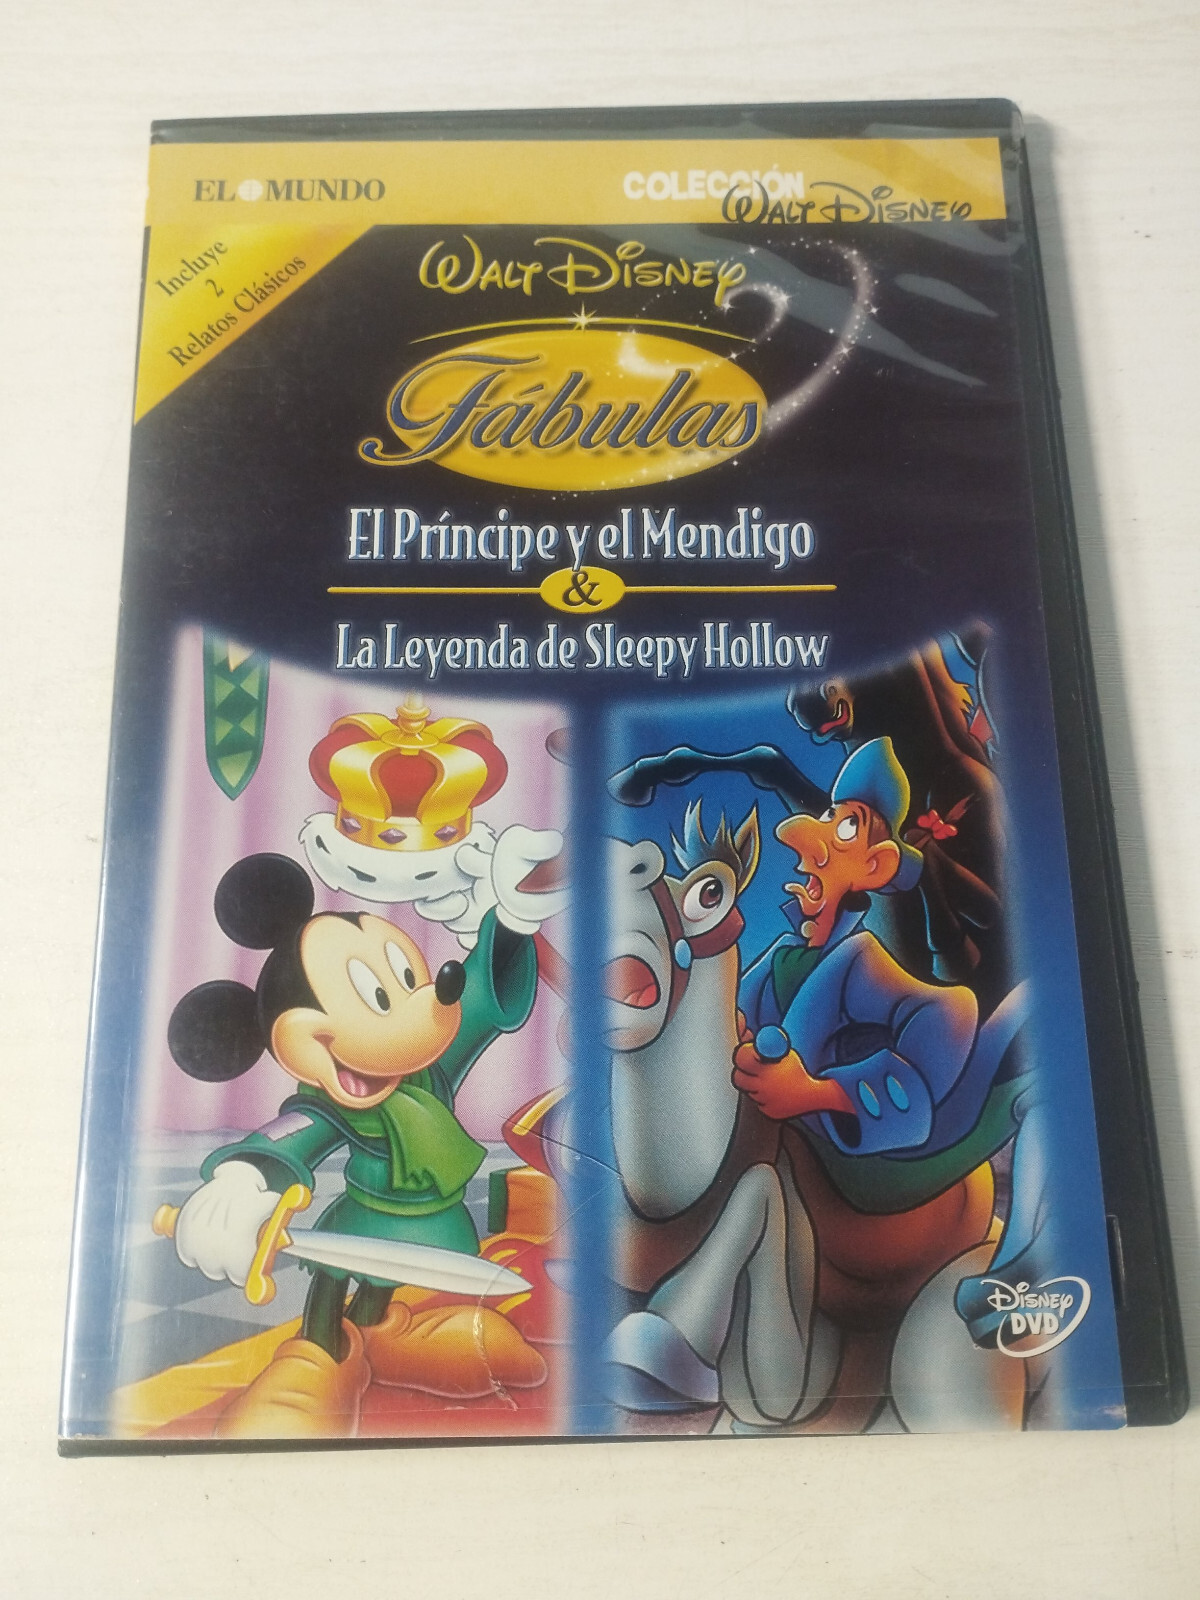 EL MUNDO
COLECCIÓN
WALT DISNEY
Incluye
2
Relatos Clásicos
WALT DISNEY
Fábulas
El Príncipe y el Mendigo
&
La Leyenda de Sleepy Hollow
DISNEY
DVD